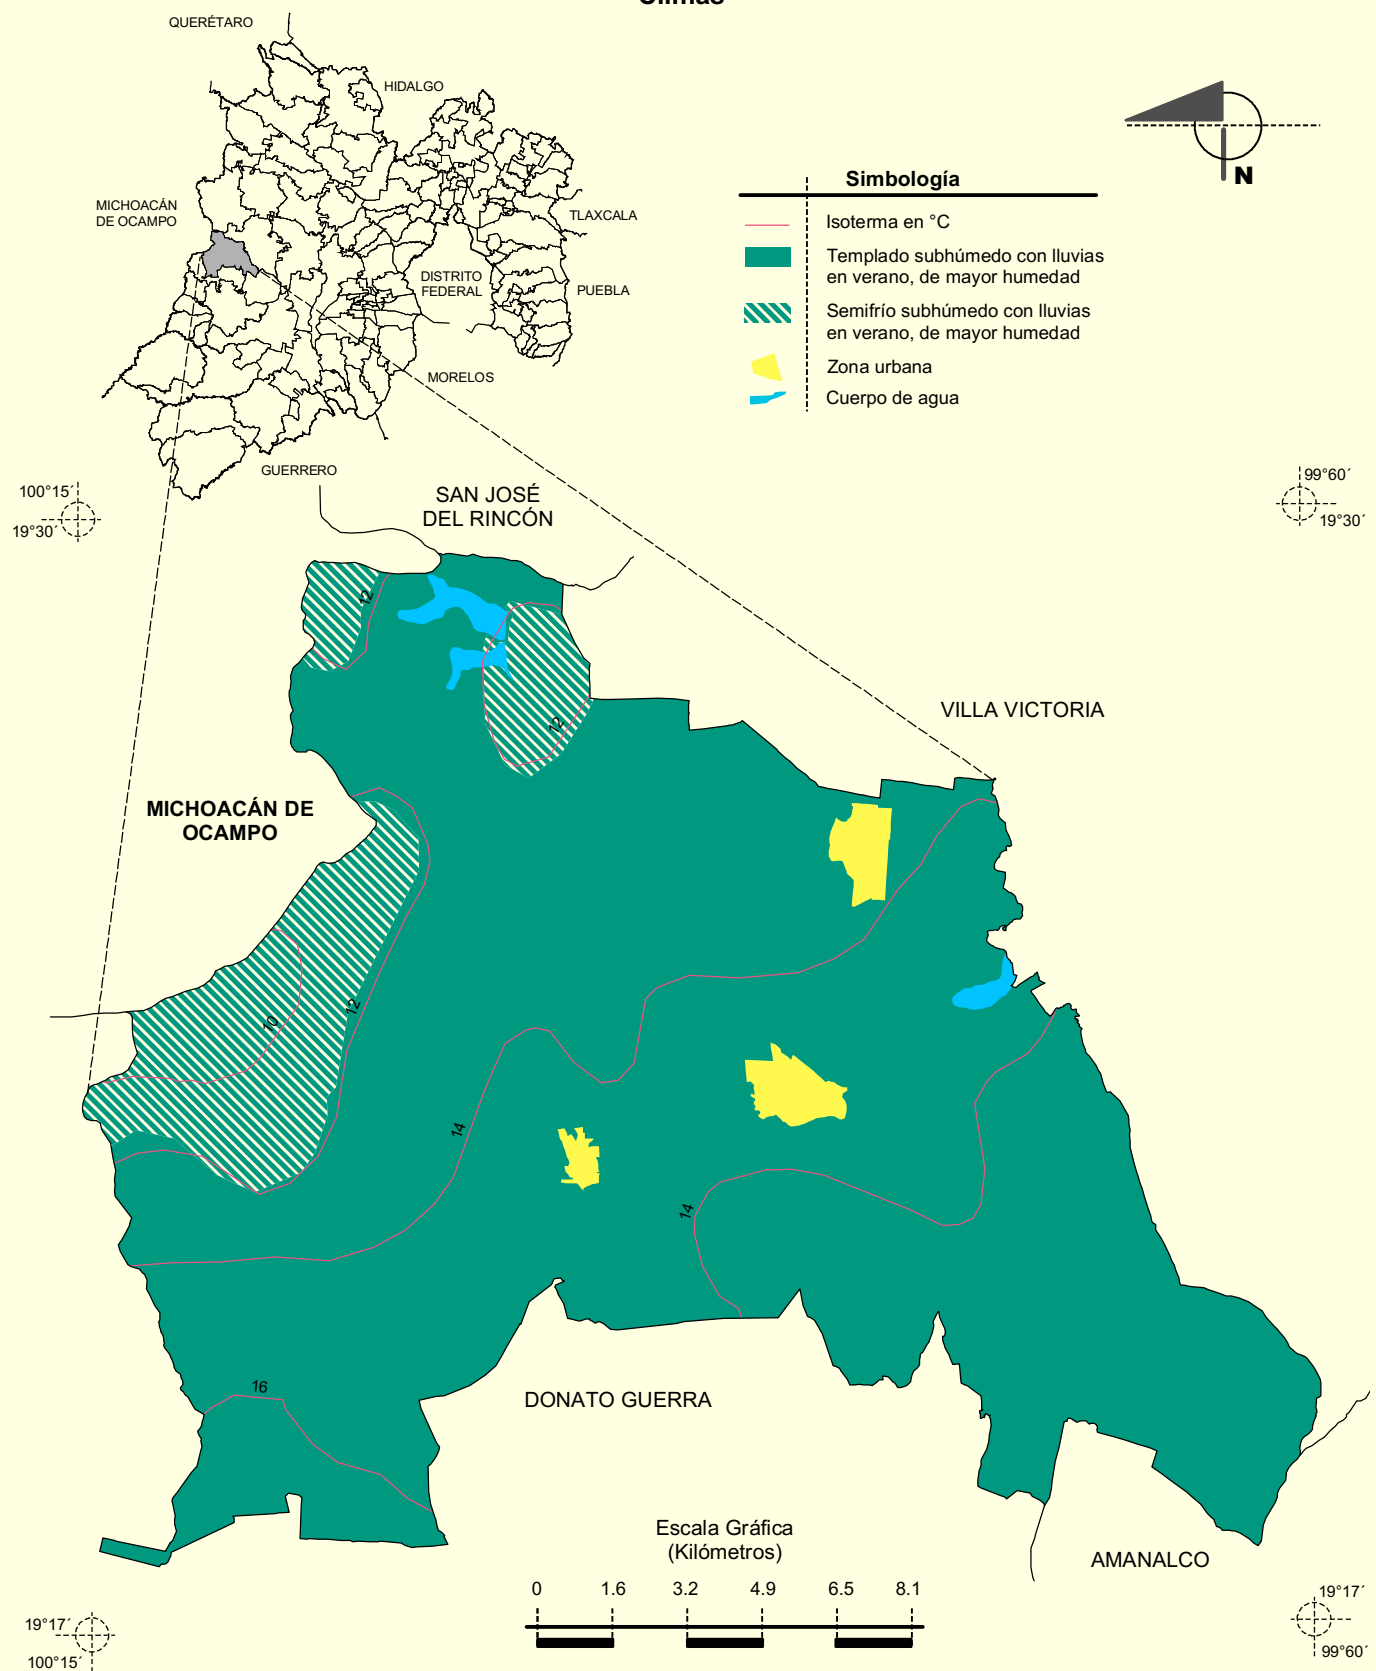 Climas
QUERÉTARO
HIDALGO
MICHOACÁN
DE OCAMPO
TLAXCALA
DISTRITO
FEDERAL
PUEBLA
MORELOS
GUERRERO
N
Simbología
Isoterma en °C
Templado subhúmedo con lluvias
en verano, de mayor humedad
Semifrío subhúmedo con lluvias
en verano, de mayor humedad
Zona urbana
Cuerpo de agua
100°15´
19°30´
99°60´
19°30´
SAN JOSÉ
DEL RINCÓN
12
12
VILLA VICTORIA
MICHOACÁN DE
OCAMPO
10
12
14
14
16
DONATO GUERRA
AMANALCO
Escala Gráfica
(Kilómetros)
0 1.6 3.2 4.9 6.5 8.1
19°17´
100°15´
19°17´
99°60´